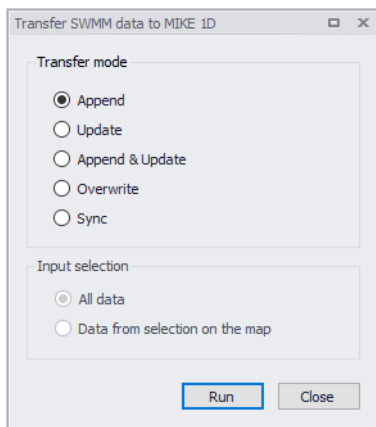 Transfer SWMM data to MIKE 1D
Transfer mode
Append
Update
Append & Update
Overwrite
Sync
Input selection
All data
Data from selection on the map
Run Close